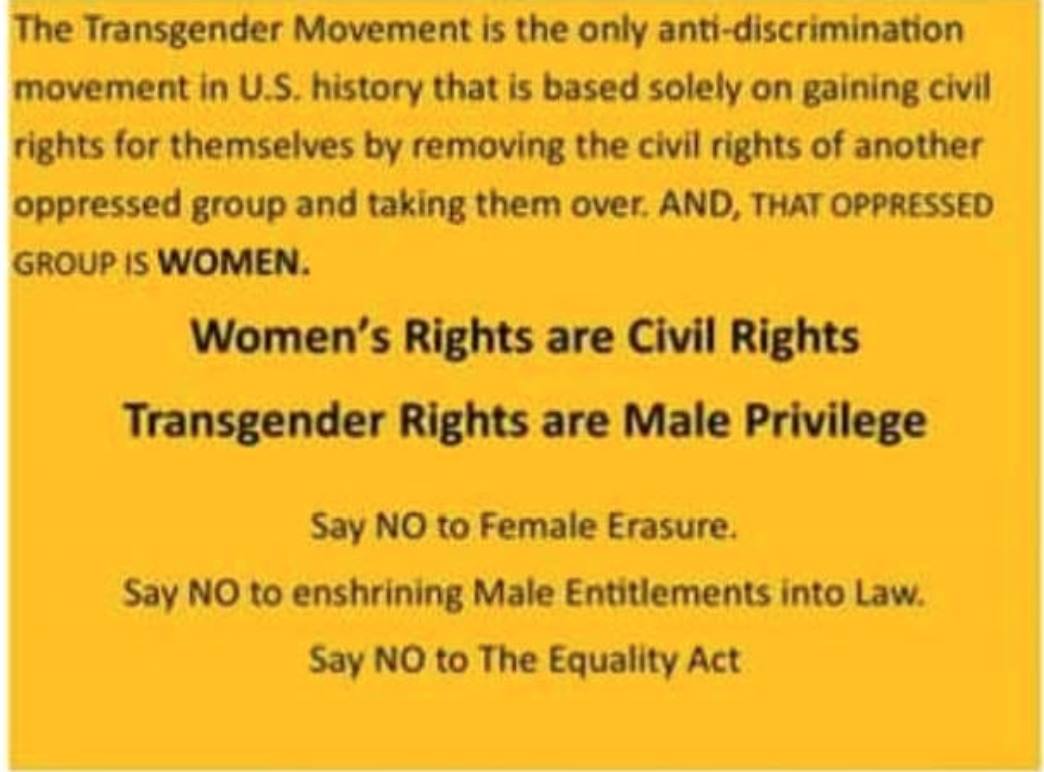 The Transgender Movement is the only anti-discrimination
movement in U.S. history that is based solely on gaining civil
rights for themselves by removing the civil rights of another
oppressed group and taking them over. AND, THAT OPPRESSED
GROUP IS WOMEN.
Women's Rights are Civil Rights
Transgender Rights are Male Privilege
Say NO to Female Erasure.
Say NO to enshrining Male Entitlements into Law.
Say NO to The Equality Act